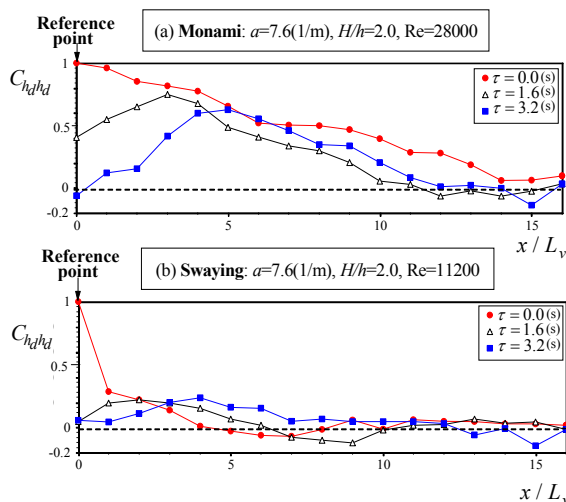 Reference
point
(a) Monami: a=7.6(1/m), H/h=2.0, Re=28000
C_{h_d h_d}
1
0.5
0
-0.2
τ = 0.0(s)
τ = 1.6(s)
τ = 3.2(s)
0 5 10 15
x / L_v
Reference
point
(b) Swaying: a=7.6(1/m), H/h=2.0, Re=11200
C_{h_d h_d}
1
0.5
0
-0.2
τ = 0.0(s)
τ = 1.6(s)
τ = 3.2(s)
0 5 10 15
x / L_v